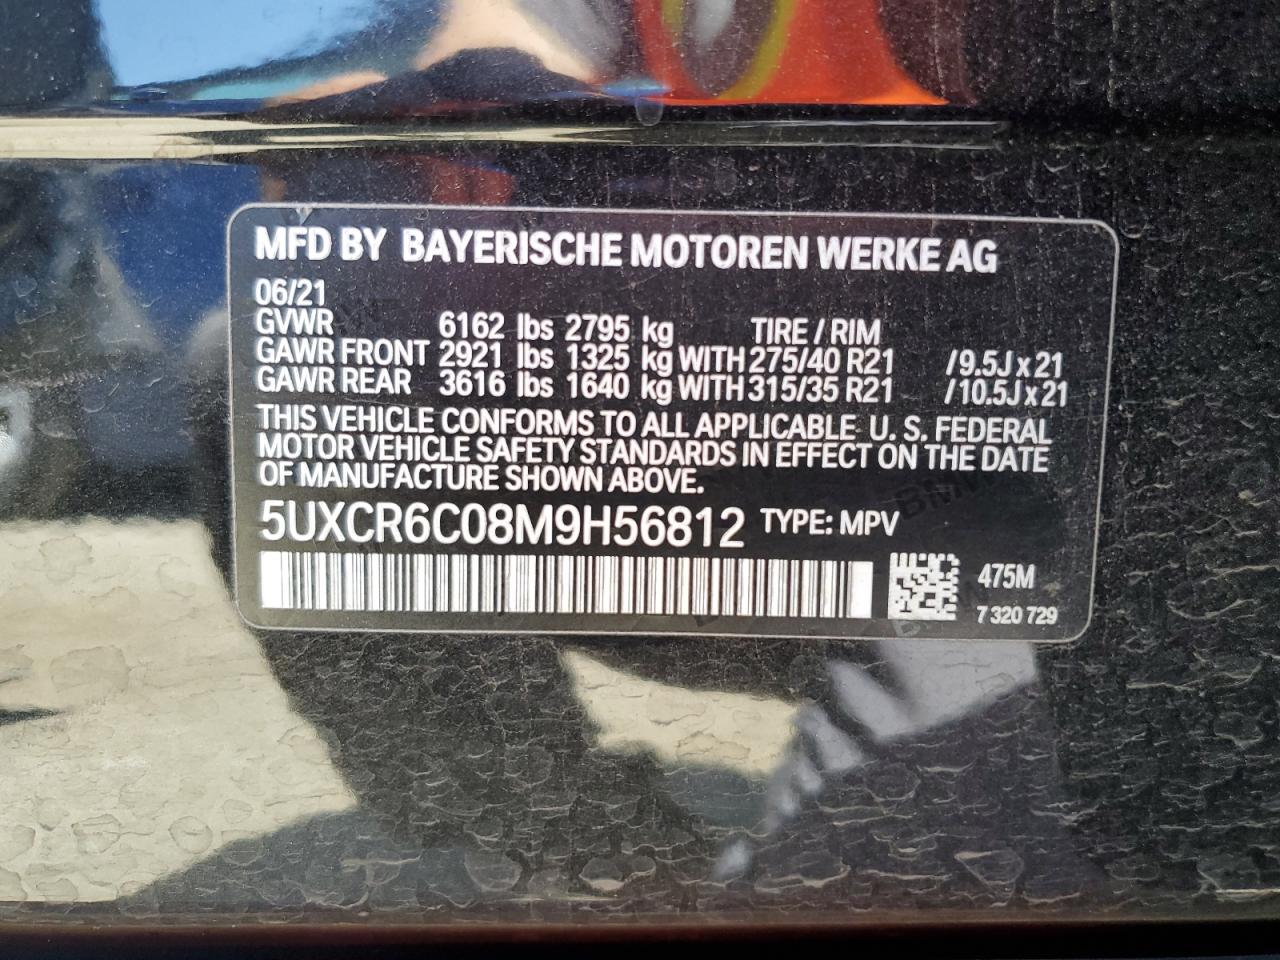 MFD BY BAYERISCHE MOTOREN WERKE AG
06/21
GVWR 6162 lbs 2795 kg TIRE / RIM
GAWR FRONT 2921 lbs 1325 kg WITH 275/40 R21 /9.5J x 21
GAWR REAR 3616 lbs 1640 kg WITH 315/35 R21 /10.5J x 21
THIS VEHICLE CONFORMS TO ALL APPLICABLE U. S. FEDERAL
MOTOR VEHICLE SAFETY STANDARDS IN EFFECT ON THE DATE
OF MANUFACTURE SHOWN ABOVE.
5UXCR6C08M9H56812 TYPE: MPV
475M
7 320 729